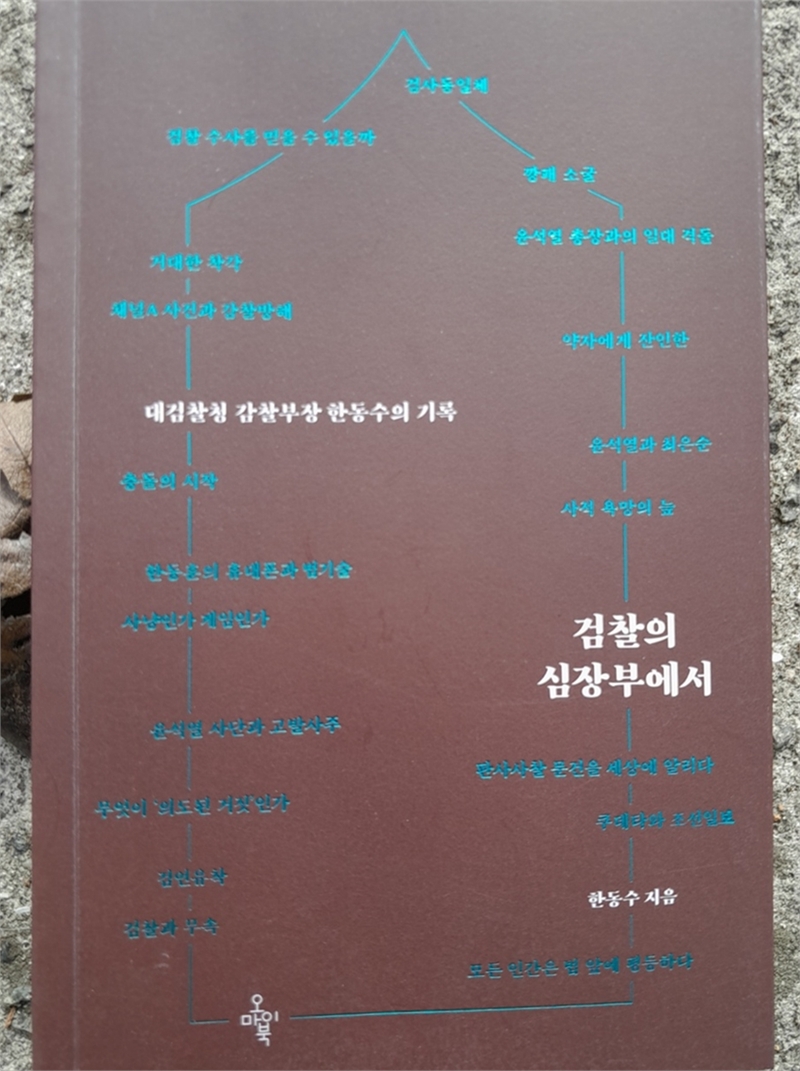 검사동일체
검찰 수사를 믿을 수 있을까
깡패 소굴
윤석열 총장과의 일대 격돌
거대한 착각
채널A 사건과 감찰방해
약자에게 잔인한
대검찰청 감찰부장 한동수의 기록
윤석열과 최은순
충돌의 시작
사적 욕망의 늪
한동훈의 휴대폰과 법기술
사냥인가 게임인가
검찰의
심장부에서
윤석열 사단과 고발사주
판사사찰 문건을 세상에 알리다
무엇이 '의도된 거짓'인가
쿠데타와 조선일보
검언유착
한동수 지음
검찰과 무속
모든 인간은 법 앞에 평등하다
오
마이
북